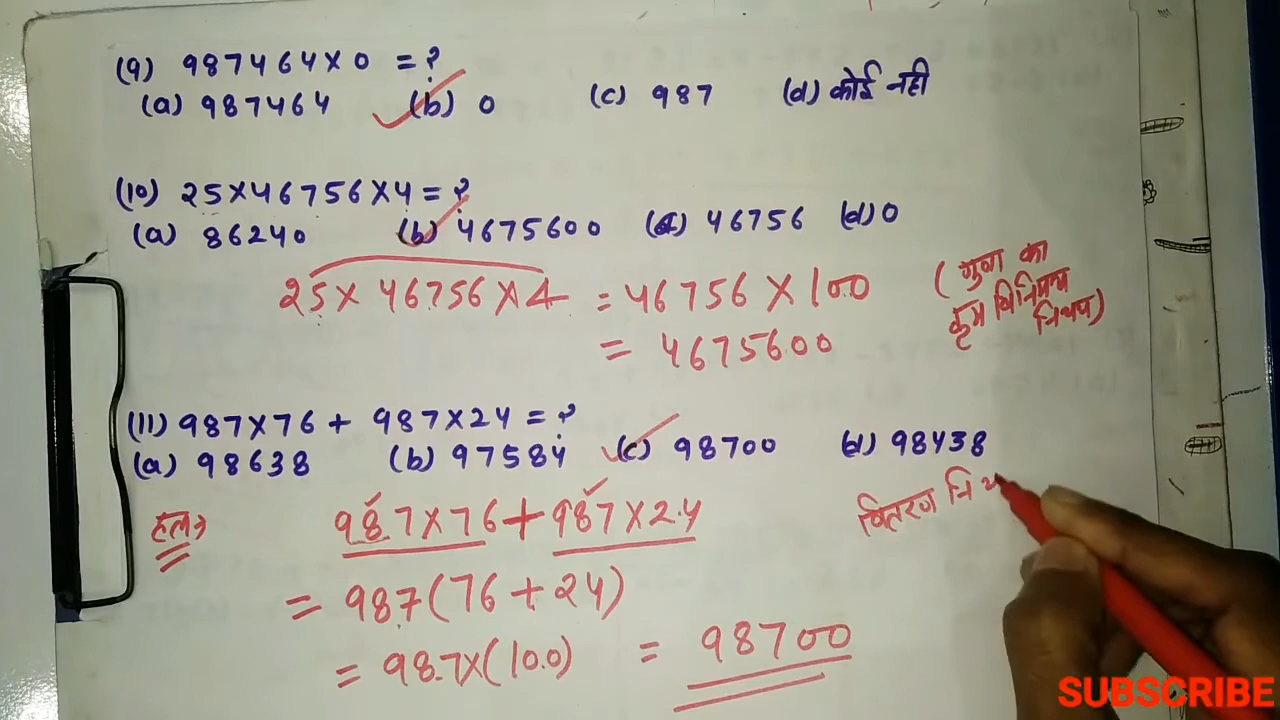 (9) 987464×0 = ?
(a) 987464 (b) 0 (c) 987 (d) कोई नही
(10) 25×46756×4 = ?
(a) 86240 (b) 4675600 (c) 46756 (d) 0
25 × 46756 × 4 = 46756 × 100
= 4675600
(गुणा का
क्रम विनिमय
नियम)
(11) 987×76 + 987×24 = ?
(a) 98638 (b) 97584 (c) 98700 (d) 98438
हल→ 987×76 + 987×24
= 987(76+24)
= 987×(100) = 98700
वितरण निय
SUBSCRIBE